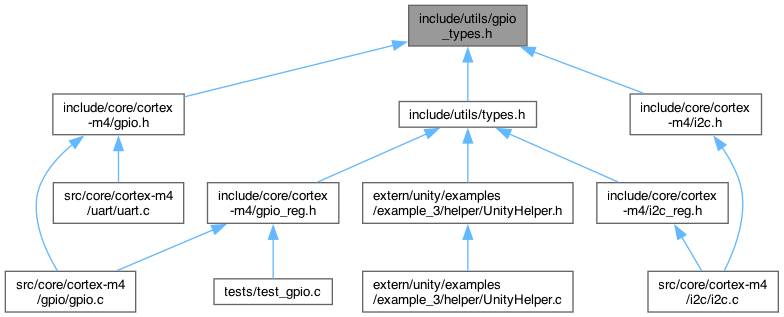 include/utils/gpio
_types.h
include/core/cortex
-m4/gpio.h
include/utils/types.h
include/core/cortex
-m4/i2c.h
src/core/cortex-m4
/uart/uart.c
include/core/cortex
-m4/gpio_reg.h
extern/unity/examples
/example_3/helper/UnityHelper.h
include/core/cortex
-m4/i2c_reg.h
src/core/cortex-m4
/gpio/gpio.c
tests/test_gpio.c
extern/unity/examples
/example_3/helper/UnityHelper.c
src/core/cortex-m4
/i2c/i2c.c